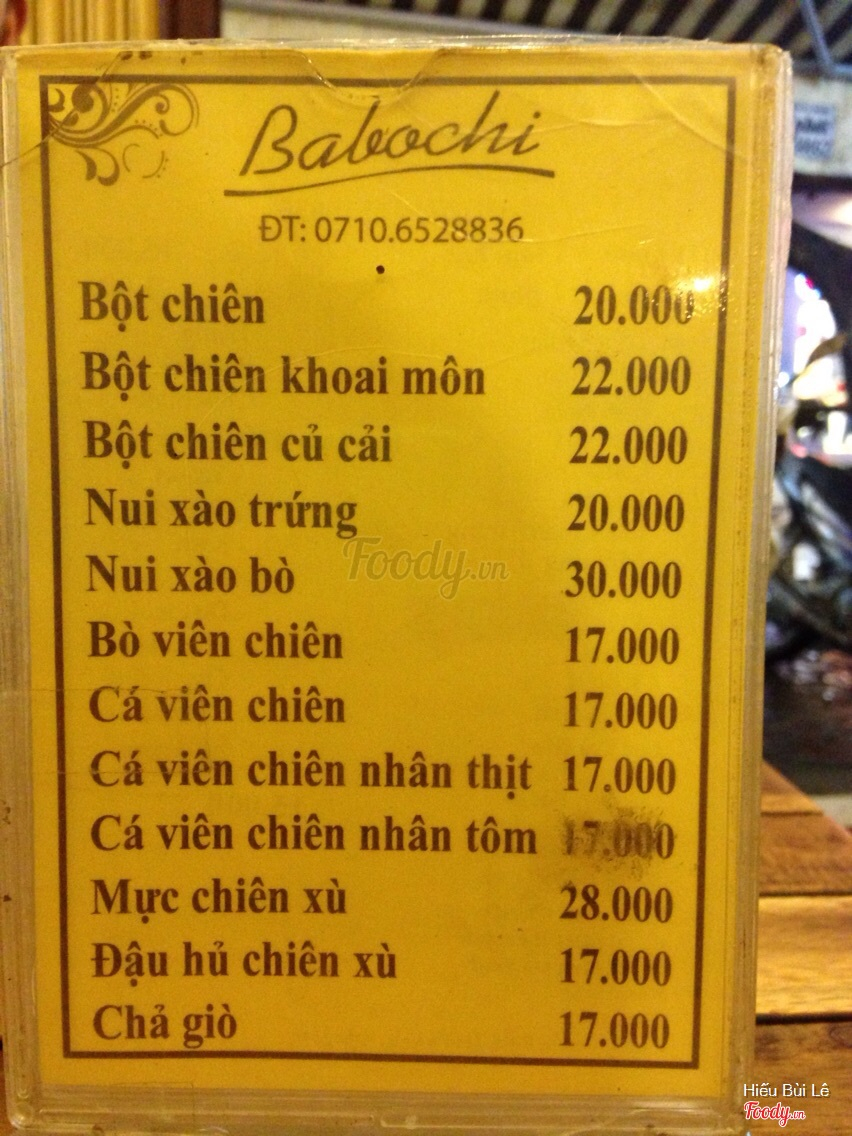 Babochi
ĐT: 0710.6528836
Bột chiên 20.000
Bột chiên khoai môn 22.000
Bột chiên củ cải 22.000
Nui xào trứng 20.000
Foody.vn
Nui xào bò 30.000
Bò viên chiên 17.000
Cá viên chiên 17.000
Cá viên chiên nhân thịt 17.000
Cá viên chiên nhân tôm 17.000
Mực chiên xù 28.000
Đậu hủ chiên xù 17.000
Chả giò 17.000
Hiếu Bùi Lê
Foody.vn